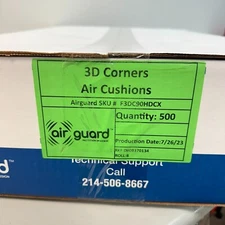 3D Corners
Air Cushions
Airguard SKU # F3DC90HDCX
Quantity: 500
air guard
Production Date:7/26/23
ROLL #
Technical Support
Call
214-506-8667